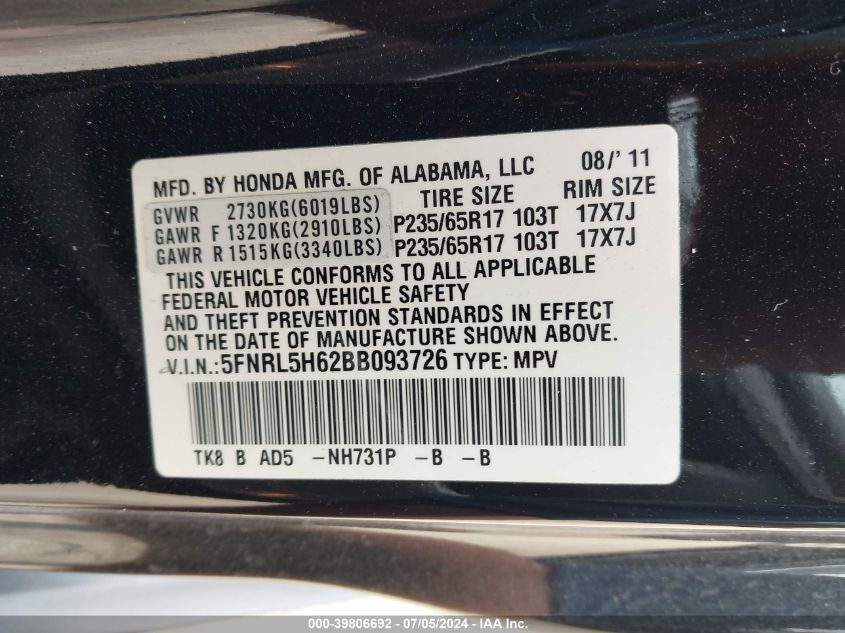 MFD. BY HONDA MFG. OF ALABAMA, LLC 08/'11
TIRE SIZE RIM SIZE
GVWR 2730KG(6019LBS)
GAWR F 1320KG(2910LBS) P235/65R17 103T 17X7J
GAWR R 1515KG(3340LBS) P235/65R17 103T 17X7J
THIS VEHICLE CONFORMS TO ALL APPLICABLE
FEDERAL MOTOR VEHICLE SAFETY
AND THEFT PREVENTION STANDARDS IN EFFECT
ON THE DATE OF MANUFACTURE SHOWN ABOVE.
V.I.N.:5FNRL5H62BB093726 TYPE: MPV
TK8 B AD5 -NH731P -B -B
000-39806692 - 07/05/2024 - IAA Inc.